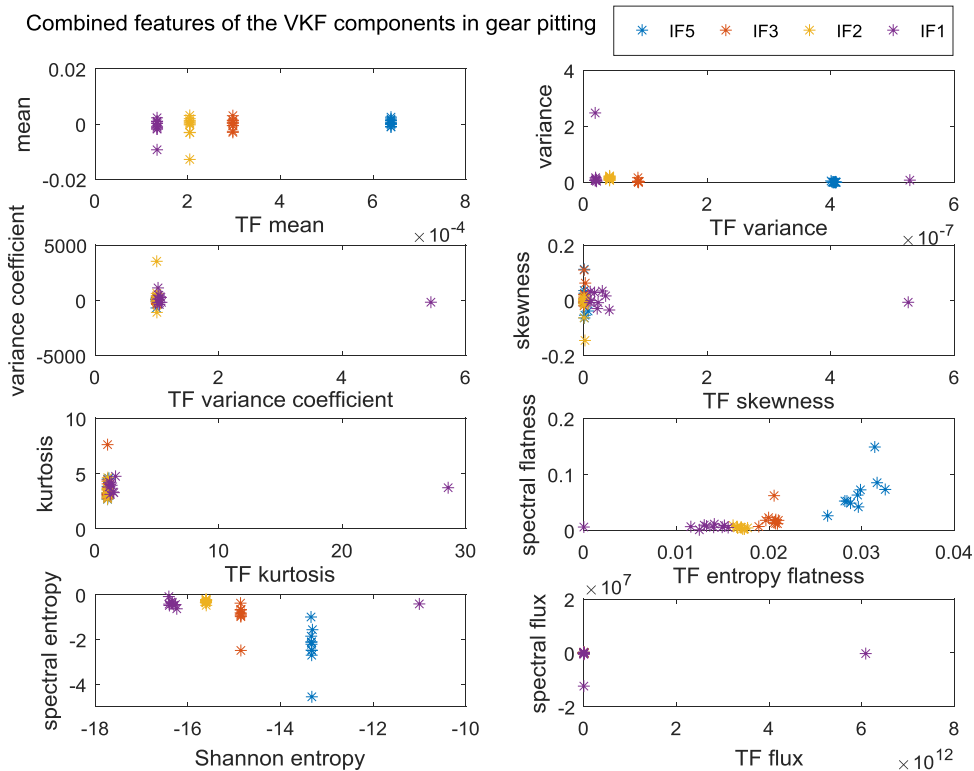 Combined features of the VKF components in gear pitting
IF5 IF3 IF2 IF1
0.02
0
-0.02
mean
0 2 4 6 8
TF mean
× 10-4
4
2
0
variance
0 2 4 6
TF variance
× 10-7
5000
0
-5000
variance coefficient
0 2 4 6
TF variance coefficient
0.2
0
-0.2
skewness
0 2 4 6
TF skewness
10
5
0
kurtosis
0 10 20 30
TF kurtosis
0.2
0.1
0
spectral flatness
0 0.01 0.02 0.03 0.04
TF entropy flatness
0
-2
-4
spectral entropy
-18 -16 -14 -12 -10
Shannon entropy
× 107
2
0
-2
spectral flux
0 2 4 6 8
TF flux
× 1012